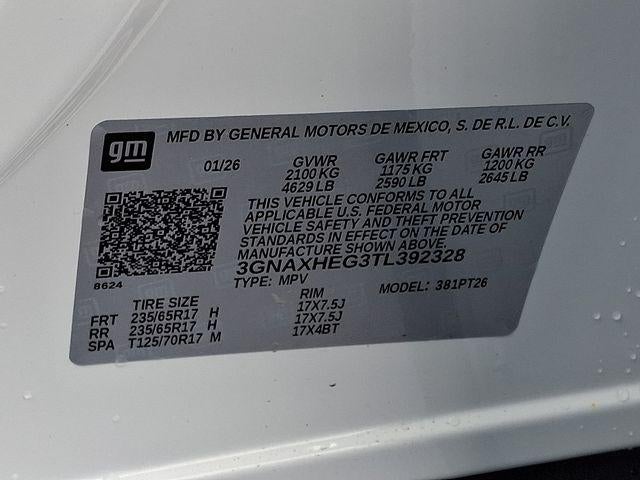 gm
MFD BY GENERAL MOTORS DE MEXICO, S. DE R.L. DE C.V.
01/26 GVWR GAWR FRT GAWR RR
2100 KG 1175 KG 1200 KG
4629 LB 2590 LB 2645 LB
THIS VEHICLE CONFORMS TO ALL
APPLICABLE U.S. FEDERAL MOTOR
VEHICLE SAFETY AND THEFT PREVENTION
STANDARDS IN EFFECT ON THE DATE OF
MANUFACTURE SHOWN ABOVE.
3GNAXHEG3TL392328
8624
TYPE: MPV MODEL: 381PT26
TIRE SIZE RIM
FRT 235/65R17 H 17X7.5J
RR 235/65R17 H 17X7.5J
SPA T125/70R17 M 17X4BT